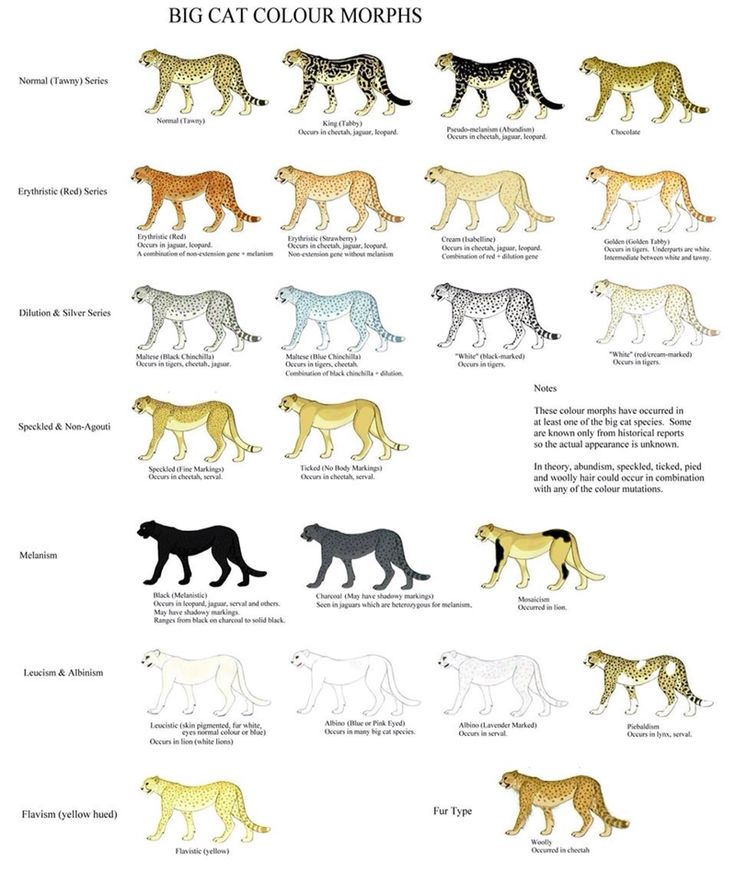 BIG CAT COLOUR MORPHS
Normal (Tawny) Series
Normal (Tawny)
King (Tabby)
Occurs in cheetah, jaguar, leopard.
Pseudo-melanism (Abundism)
Occurs in cheetah, jaguar, leopard.
Chocolate
Erythristic (Red) Series
Erythristic (Red)
Occurs in jaguar, leopard.
A combination of non-extension gene + melanism
Erythristic (Strawberry)
Occurs in cheetah, jaguar, leopard.
Non-extension gene without melanism
Cream (Isabelline)
Occurs in cheetah, jaguar, leopard.
Combination of red + dilution gene
Golden (Golden Tabby)
Occurs in tigers. Underparts are white.
Intermediate between white and tawny.
Dilution & Silver Series
Maltese (Black Chinchilla)
Occurs in tigers, cheetah, jaguar.
Maltese (Blue Chinchilla)
Occurs in tigers, cheetah.
Combination of black chinchilla + dilution.
"White" (black-marked)
Occurs in tigers.
"White" (red/cream-marked)
Occurs in tigers.
Speckled & Non-Agouti
Speckled (Fine Markings)
Occurs in cheetah, serval.
Ticked (No Body Markings)
Occurs in cheetah, serval.
Notes
These colour morphs have occurred in
at least one of the big cat species. Some
are known only from historical reports
so the actual appearance is unknown.
In theory, abundism, speckled, ticked, pied
and woolly hair could occur in combination
with any of the colour mutations.
Melanism
Black (Melanistic)
Occurs in leopard, jaguar, serval and others.
May have shadowy markings.
Ranges from black on charcoal to solid black.
Charcoal (May have shadowy markings)
Seen in jaguars which are heterozygous for melanism,
Mosaicism
Occurred in lion.
Leucism & Albinism
Leucistic (skin pigmented, fur white,
eyes normal colour or blue)
Occurs in lion (white lions)
Albino (Blue or Pink Eyed)
Occurs in many big cat species.
Albino (Lavender Marked)
Occurs in serval.
Piebaldism
Occurs in lynx, serval.
Flavism (yellow hued)
Flavistic (yellow)
Fur Type
Woolly
Occurred in cheetah